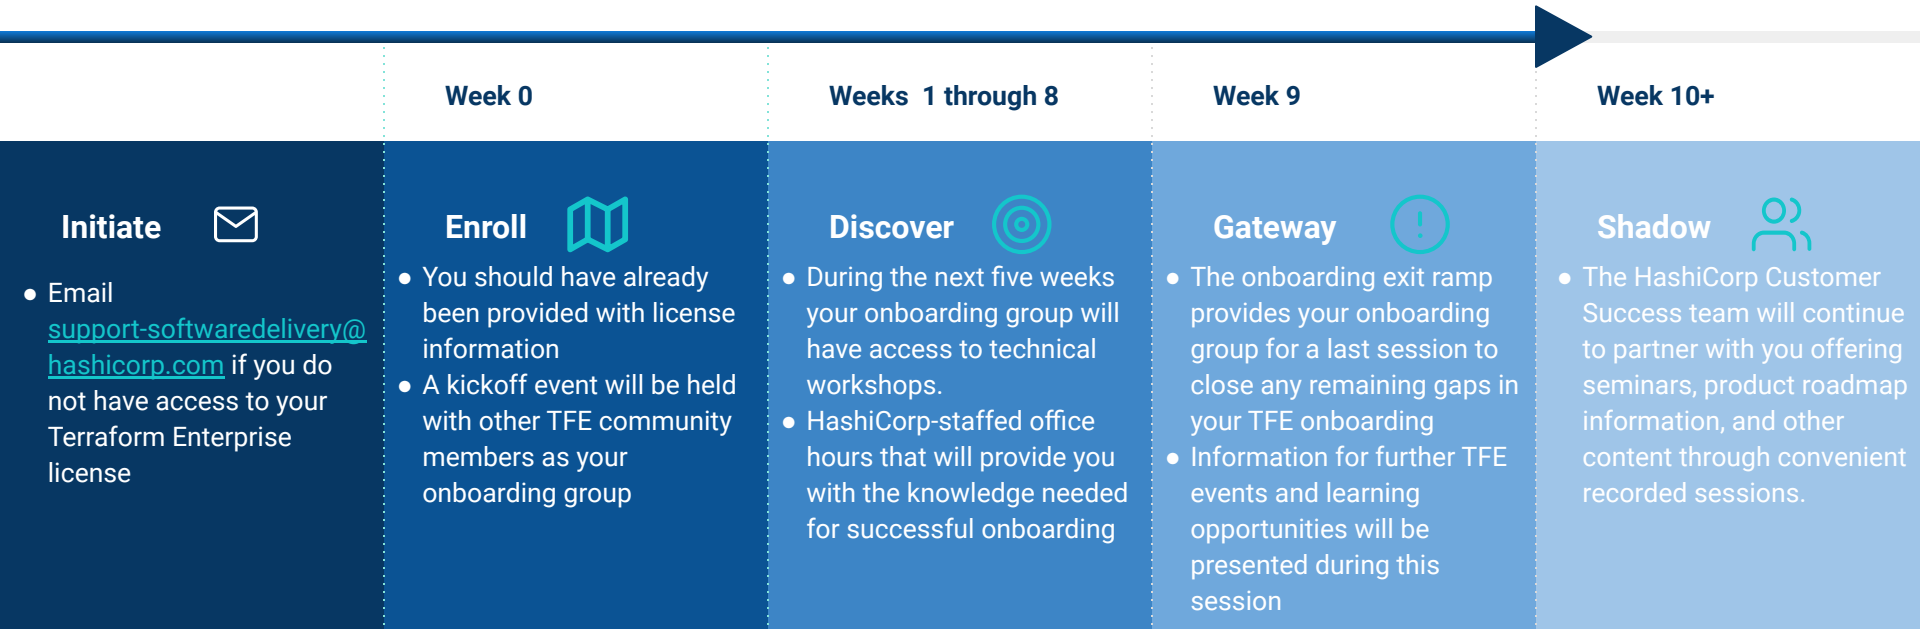 Week 0
Weeks  1 through 8
Week 9
Week 10+
Initiate
● Email
support-softwaredelivery@
hashicorp.com if you do
not have access to your
Terraform Enterprise
license
Enroll
● You should have already
been provided with license
information
● A kickoff event will be held
with other TFE community
members as your
onboarding group
Discover
● During the next five weeks
your onboarding group will
have access to technical
workshops.
● HashiCorp-staffed office
hours that will provide you
with the knowledge needed
for successful onboarding
Gateway
● The onboarding exit ramp
provides your onboarding
group for a last session to
close any remaining gaps in
your TFE onboarding
● Information for further TFE
events and learning
opportunities will be
presented during this
session
Shadow
● The HashiCorp Customer
Success team will continue
to partner with you offering
seminars, product roadmap
information, and other
content through convenient
recorded sessions.